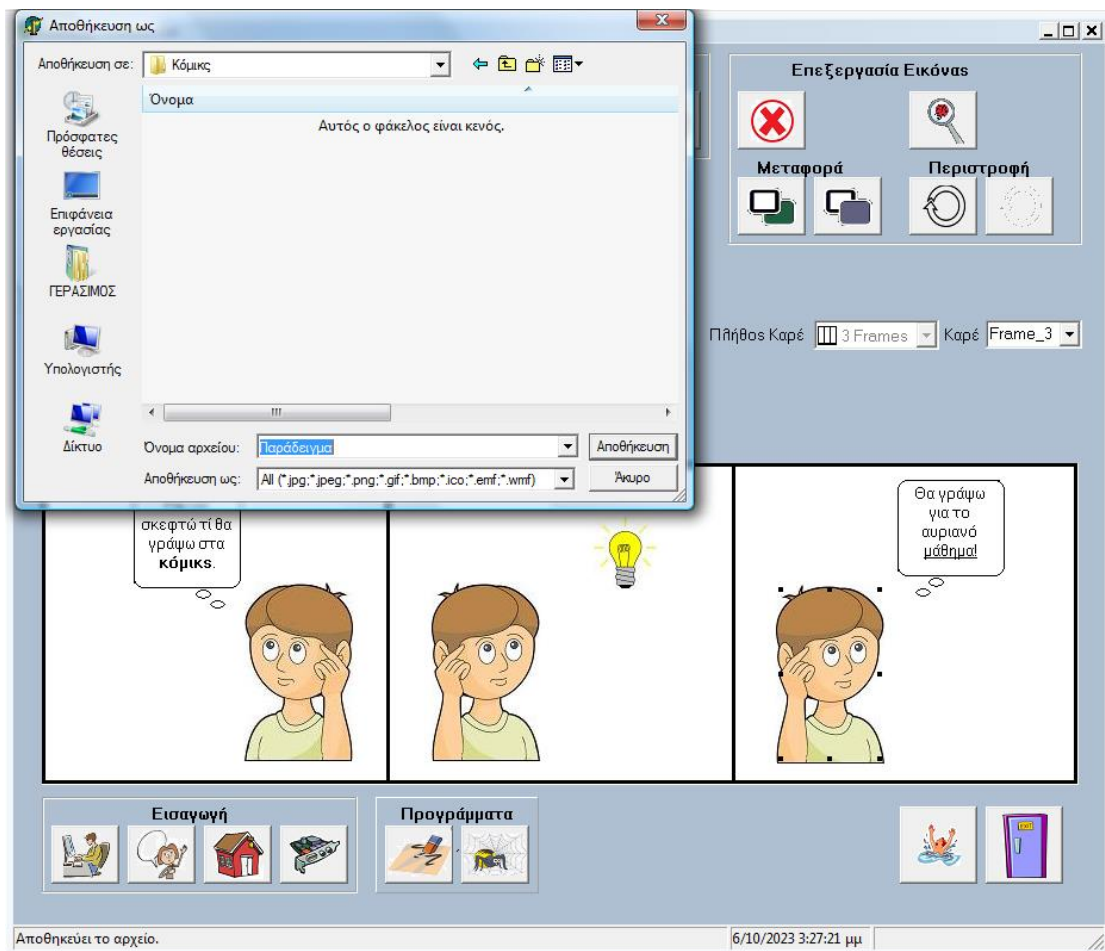 Αποθήκευση ως
Αποθήκευση σε:
Κόμικς
Όνομα
Αυτός ο φάκελος είναι κενός.
Πρόσφατες
θέσεις
Επιφάνεια
εργασίας
ΓΕΡΑΣΙΜΟΣ
Υπολογιστής
Δίκτυο
Όνομα αρχείου:
Παράδειγμα
Αποθήκευση
Αποθήκευση ως:
All (*.jpg;*.jpeg;*.png;*.gif;*.bmp;*.ico;*.emf;*.wmf)
Άκυρο
Επεξεργασία Εικόνας
Μεταφορά
Περιστροφή
Πλήθος Καρέ
3 Frames
Καρέ
Frame_3
σκεφτώ τί θα
γράψω στα
κόμικς.
Θα γράψω
για το
αυριανό
μάθημα!
Εισαγωγή
Προγράμματα
EXIT
Αποθηκεύει το αρχείο.
6/10/2023 3:27:21 μμ